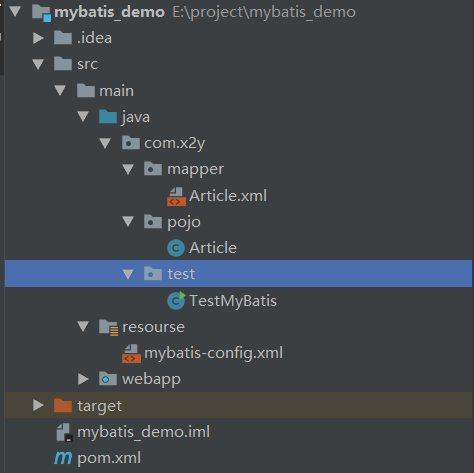 mybatis_demo E:\project\mybatis_demo
.idea
src
main
java
com.x2y
mapper
Article.xml
pojo
Article
test
TestMyBatis
resourse
mybatis-config.xml
webapp
target
mybatis_demo.iml
pom.xml